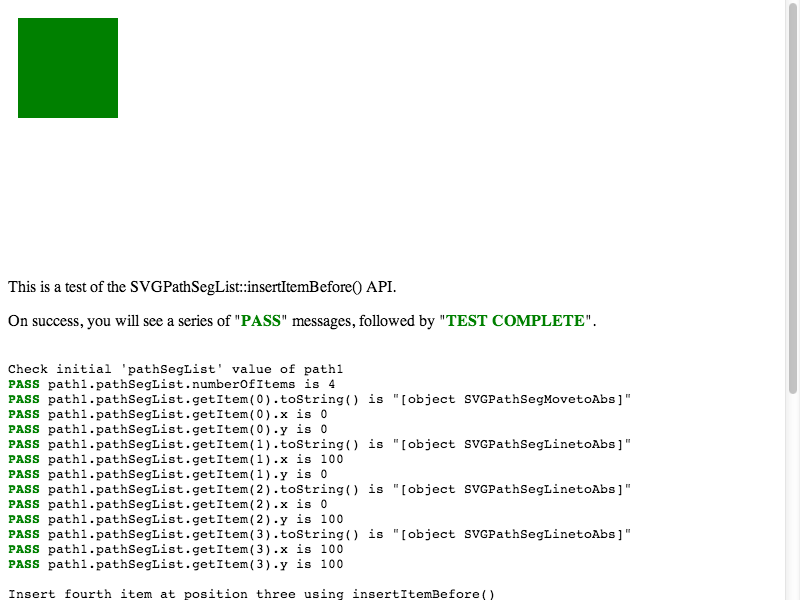 This is a test of the SVGPathSegList::insertItemBefore() API.
On success, you will see a series of "PASS" messages, followed by "TEST COMPLETE".
Check initial 'pathSegList' value of path1
PASS path1.pathSegList.numberOfItems is 4
PASS path1.pathSegList.getItem(0).toString() is "[object SVGPathSegMovetoAbs]"
PASS path1.pathSegList.getItem(0).x is 0
PASS path1.pathSegList.getItem(0).y is 0
PASS path1.pathSegList.getItem(1).toString() is "[object SVGPathSegLinetoAbs]"
PASS path1.pathSegList.getItem(1).x is 100
PASS path1.pathSegList.getItem(1).y is 0
PASS path1.pathSegList.getItem(2).toString() is "[object SVGPathSegLinetoAbs]"
PASS path1.pathSegList.getItem(2).x is 0
PASS path1.pathSegList.getItem(2).y is 100
PASS path1.pathSegList.getItem(3).toString() is "[object SVGPathSegLinetoAbs]"
PASS path1.pathSegList.getItem(3).x is 100
PASS path1.pathSegList.getItem(3).y is 100
Insert fourth item at position three using insertItemBefore()